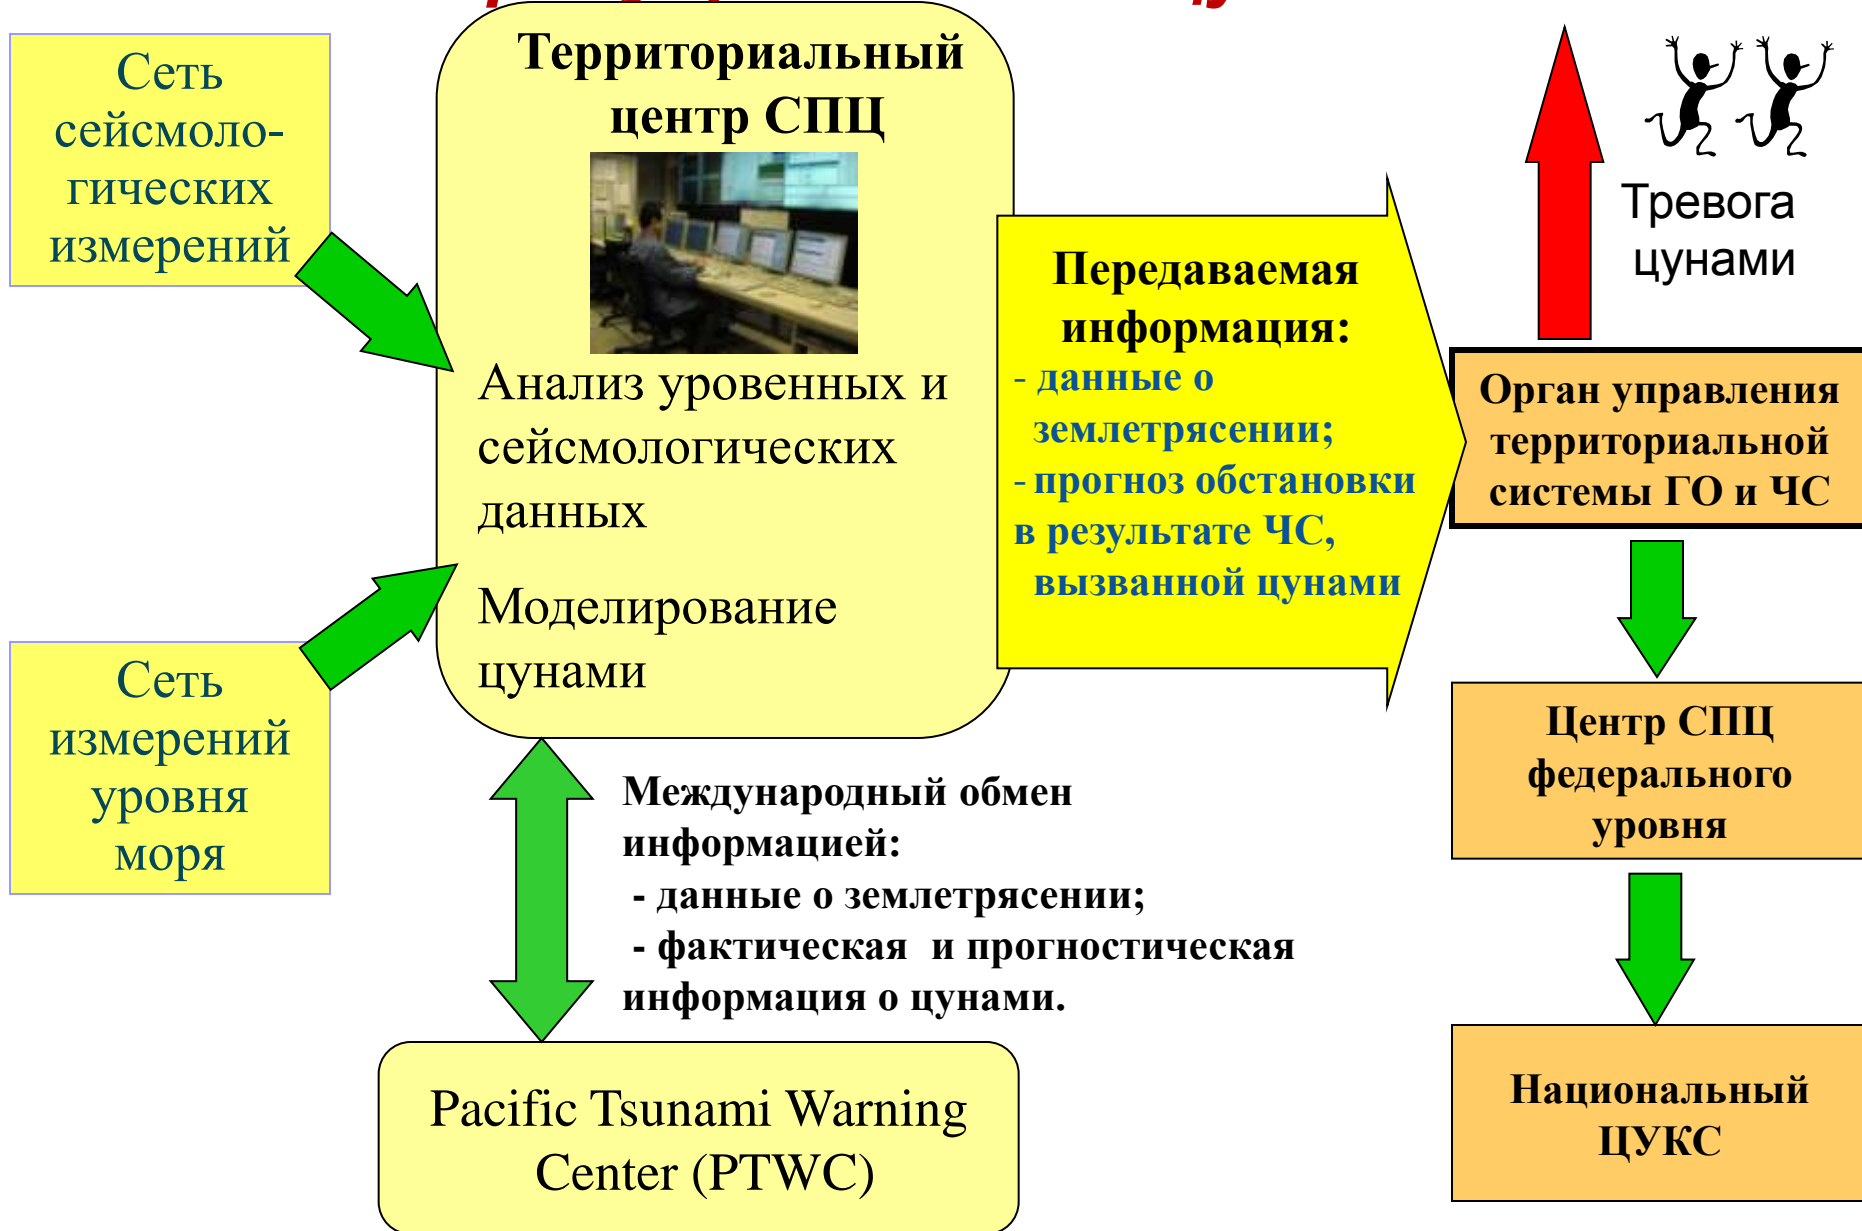 Сеть
сейсмоло-
гических
измерений
Сеть
измерений
уровня
моря
Территориальный
центр СПЦ
Анализ уровенных и
сейсмологических
данных
Моделирование
цунами
Передаваемая
информация:
- данные о
землетрясении;
- прогноз обстановки
в результате ЧС,
вызванной цунами
Тревога
цунами
Орган управления
территориальной
системы ГО и ЧС
Центр СПЦ
федерального
уровня
Национальный
ЦУКС
Международный обмен
информацией:
- данные о землетрясении;
- фактическая и прогностическая
информация о цунами.
Pacific Tsunami Warning
Center (PTWC)